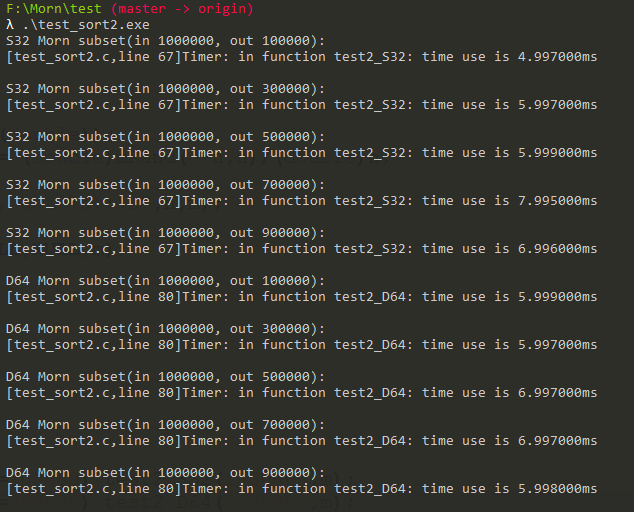 F:\Morn\test (master -> origin)
λ .\test_sort2.exe
S32 Morn subset(in 1000000, out 100000):
[test_sort2.c,line 67]Timer: in function test2_S32: time use is 4.997000ms
S32 Morn subset(in 1000000, out 300000):
[test_sort2.c,line 67]Timer: in function test2_S32: time use is 5.997000ms
S32 Morn subset(in 1000000, out 500000):
[test_sort2.c,line 67]Timer: in function test2_S32: time use is 5.999000ms
S32 Morn subset(in 1000000, out 700000):
[test_sort2.c,line 67]Timer: in function test2_S32: time use is 7.995000ms
S32 Morn subset(in 1000000, out 900000):
[test_sort2.c,line 67]Timer: in function test2_S32: time use is 6.996000ms
D64 Morn subset(in 1000000, out 100000):
[test_sort2.c,line 80]Timer: in function test2_D64: time use is 5.999000ms
D64 Morn subset(in 1000000, out 300000):
[test_sort2.c,line 80]Timer: in function test2_D64: time use is 5.997000ms
D64 Morn subset(in 1000000, out 500000):
[test_sort2.c,line 80]Timer: in function test2_D64: time use is 6.997000ms
D64 Morn subset(in 1000000, out 700000):
[test_sort2.c,line 80]Timer: in function test2_D64: time use is 6.997000ms
D64 Morn subset(in 1000000, out 900000):
[test_sort2.c,line 80]Timer: in function test2_D64: time use is 5.998000ms